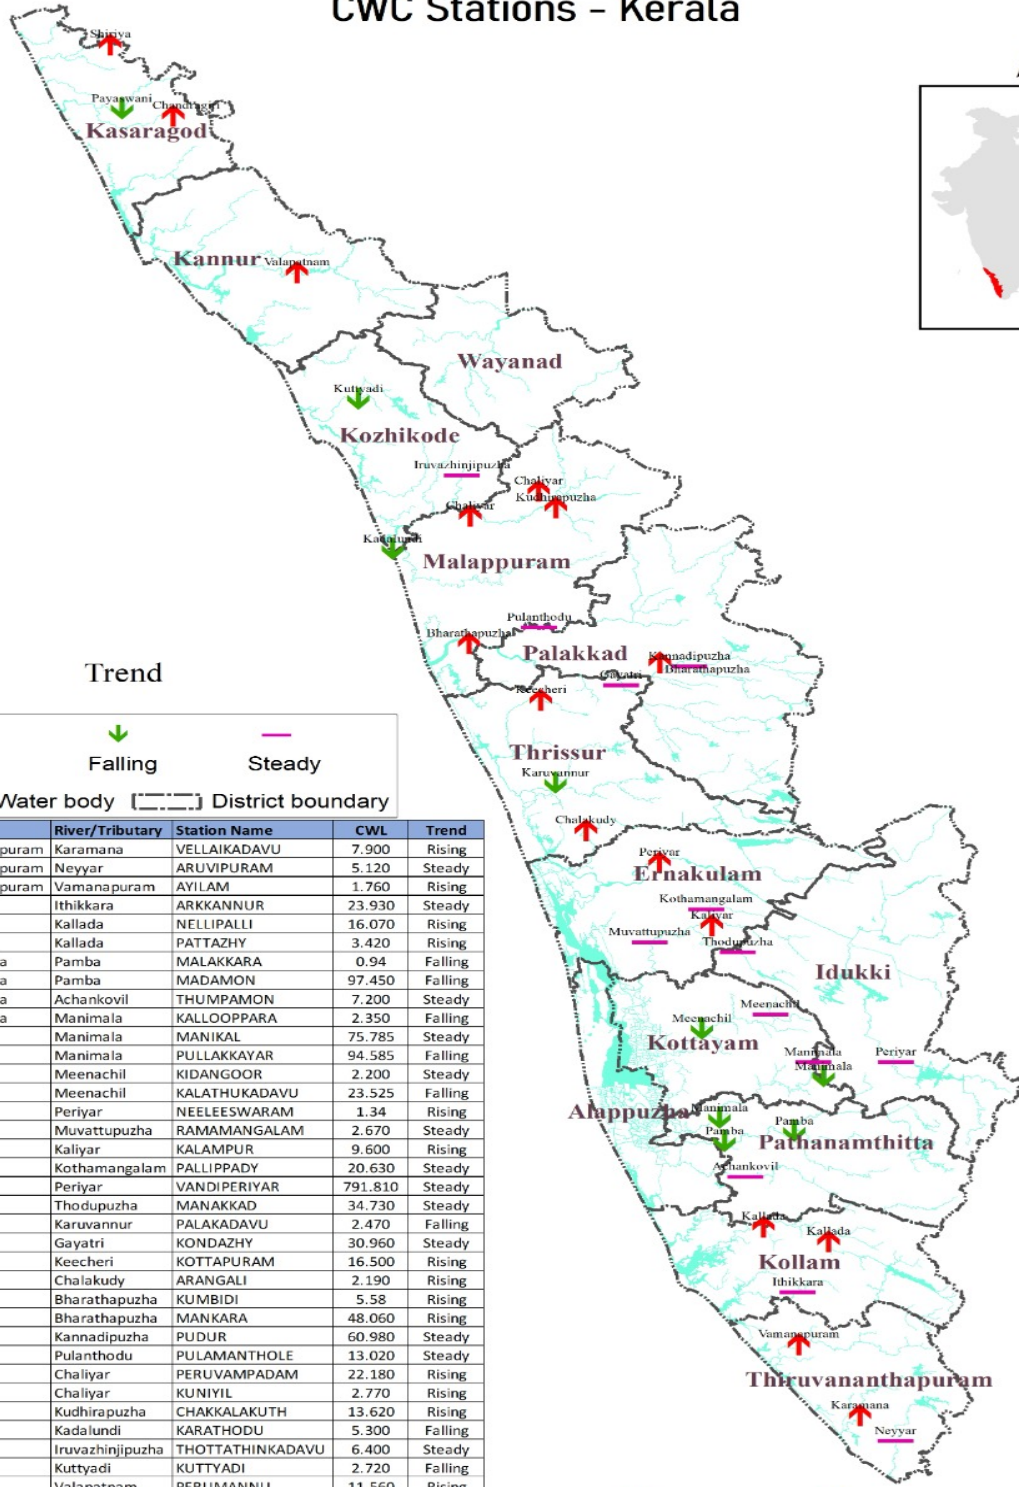 CWC Stations - Kerala
Shiriya
Payaswani
Chandragiri
Kasaragod
Kannur
Valapatnam
Wayanad
Kuttyadi
Kozhikode
Iruvazhinjipuzha
Chaliyar
Kudhirapuzha
Chaliyar
Kadalundi
Malappuram
Pulanthodu
Bharathapuzha
Palakkad
Kannadipuzha
Bharathapuzha
Gayatri
Keecheri
Thrissur
Karuvannur
Chalakudy
Periyar
Ernakulam
Kothamangalam
Kaliyar
Muvattupuzha
Thodupuzha
Idukki
Meenachil
Meenachil
Kottayam
Manimala
Periyar
Manimala
Alappuzha
Manimala
Pamba
Pamba
Pathanamthitta
Achankovil
Kallada
Kallada
Kollam
Ithikkara
Vamanapuram
Thiruvananthapuram
Karamana
Neyyar
Trend
Falling Steady
Water body District boundary
River/Tributary Station Name CWL Trend
puram Karamana VELLAIKADAVU 7.900 Rising
puram Neyyar ARUVIPURAM 5.120 Steady
puram Vamanapuram AYILAM 1.760 Rising
Ithikkara ARKKANNUR 23.930 Steady
Kallada NELLIPALLI 16.070 Rising
Kallada PATTAZHY 3.420 Rising
a Pamba MALAKKARA 0.94 Falling
a Pamba MADAMON 97.450 Falling
a Achankovil THUMPAMON 7.200 Steady
a Manimala KALLOOPPARA 2.350 Falling
Manimala MANIKAL 75.785 Steady
Manimala PULLAKKAYAR 94.585 Falling
Meenachil KIDANGOOR 2.200 Steady
Meenachil KALATHUKADAVU 23.525 Falling
Periyar NEELEESWARAM 1.34 Rising
Muvattupuzha RAMAMANGALAM 2.670 Steady
Kaliyar KALAMPUR 9.600 Rising
Kothamangalam PALLIPPADY 20.630 Steady
Periyar VANDIPERIYAR 791.810 Steady
Thodupuzha MANAKKAD 34.730 Steady
Karuvannur PALAKADAVU 2.470 Falling
Gayatri KONDAZHY 30.960 Steady
Keecheri KOTTAPURAM 16.500 Rising
Chalakudy ARANGALI 2.190 Rising
Bharathapuzha KUMBIDI 5.58 Rising
Bharathapuzha MANKARA 48.060 Rising
Kannadipuzha PUDUR 60.980 Steady
Pulanthodu PULAMANTHOLE 13.020 Steady
Chaliyar PERUVAMPADAM 22.180 Rising
Chaliyar KUNIYIL 2.770 Rising
Kudhirapuzha CHAKKALAKUTH 13.620 Rising
Kadalundi KARATHODU 5.300 Falling
Iruvazhinjipuzha THOTTATHINKADAVU 6.400 Steady
Kuttyadi KUTTYADI 2.720 Falling
Valapatnam PERUMANNU 11.560 Rising